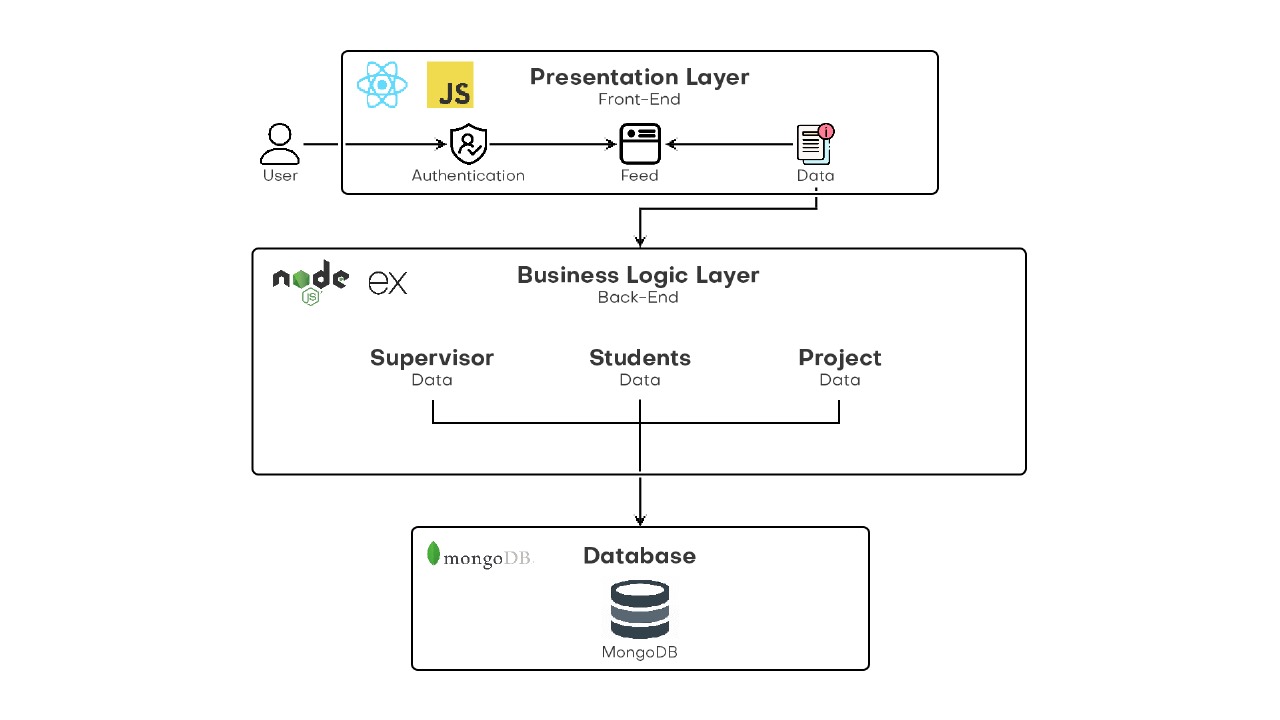 JS
Presentation Layer
Front-End
User
Authentication
Feed
Data
node
JS
ex
Business Logic Layer
Back-End
Supervisor
Data
Students
Data
Project
Data
mongoDB.
Database
MongoDB